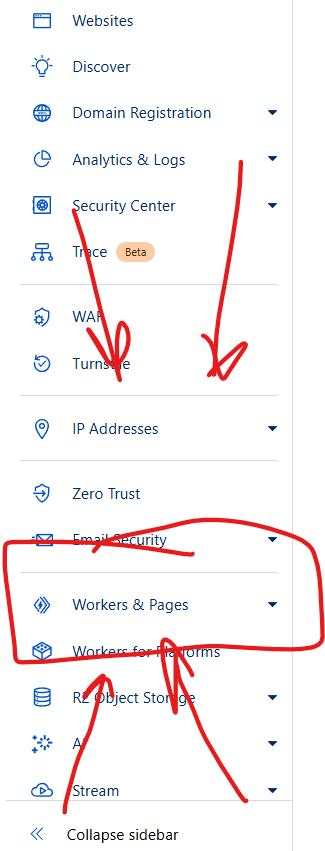 Websites
Discover
Domain Registration
Analytics & Logs
Security Center
Trace Beta
WAF
Turnstile
IP Addresses
Zero Trust
Email Security
Workers & Pages
Workers for Platforms
R2 Object Storage
AI
Stream
Collapse sidebar